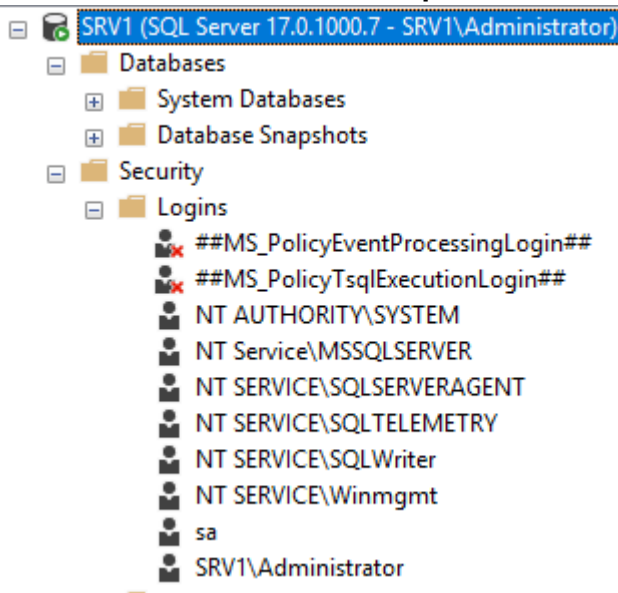 SRV1 (SQL Server 17.0.1000.7 - SRV1\Administrator)
Databases
System Databases
Database Snapshots
Security
Logins
##MS_PolicyEventProcessingLogin##
##MS_PolicyTsqlExecutionLogin##
NT AUTHORITY\SYSTEM
NT Service\MSSQLSERVER
NT SERVICE\SQLSERVERAGENT
NT SERVICE\SQLTELEMETRY
NT SERVICE\SQLWriter
NT SERVICE\Winmgmt
sa
SRV1\Administrator